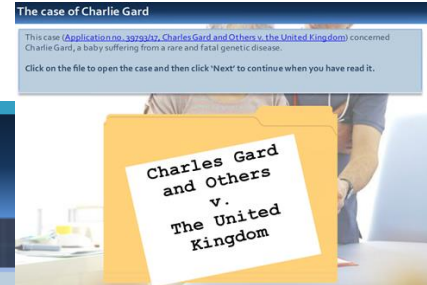 The case of Charlie Gard
This case (Application no. 39793/17, Charles Gard and Others v. the United Kingdom) concerned
Charlie Gard, a baby suffering from a rare and fatal genetic disease.
Click on the file to open the case and then click ‘Next’ to continue when you have read it.
Charles Gard
and Others
v.
The United
Kingdom